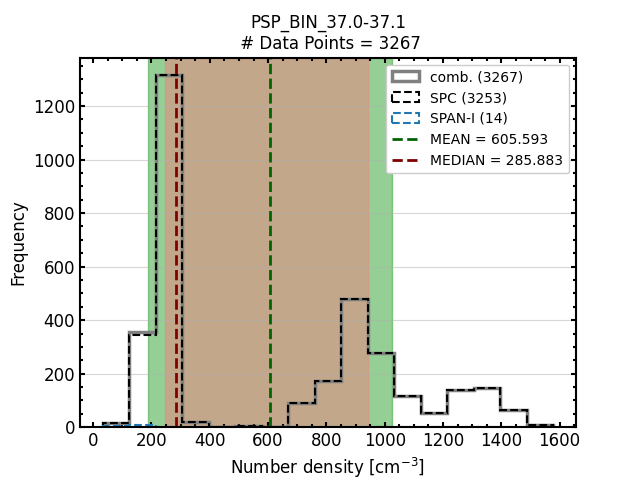 PSP_BIN_37.0-37.1
# Data Points = 3267
comb. (3267)
SPC (3253)
SPAN-I (14)
MEAN = 605.593
MEDIAN = 285.883
Frequency
1200
1000
800
600
400
200
0
0 200 400 600 800 1000 1200 1400 1600
Number density [cm⁻³]